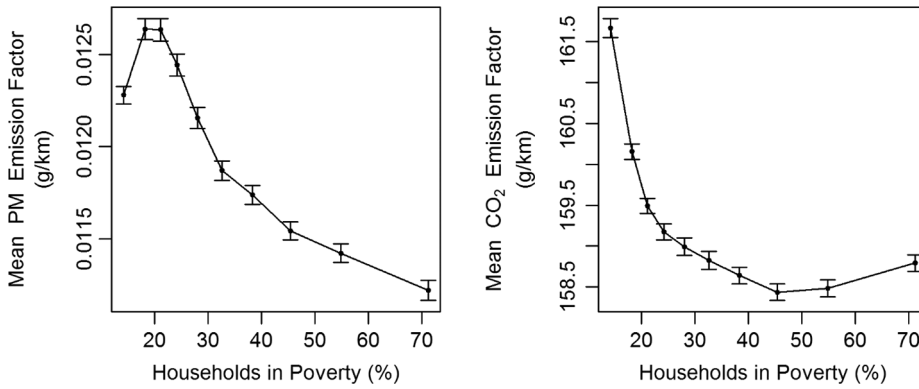 Mean PM Emission Factor
(g/km)
0.0125
0.0120
0.0115
20 30 40 50 60 70
Households in Poverty (%)
Mean CO₂ Emission Factor
(g/km)
161.5
160.5
159.5
158.5
20 30 40 50 60 70
Households in Poverty (%)